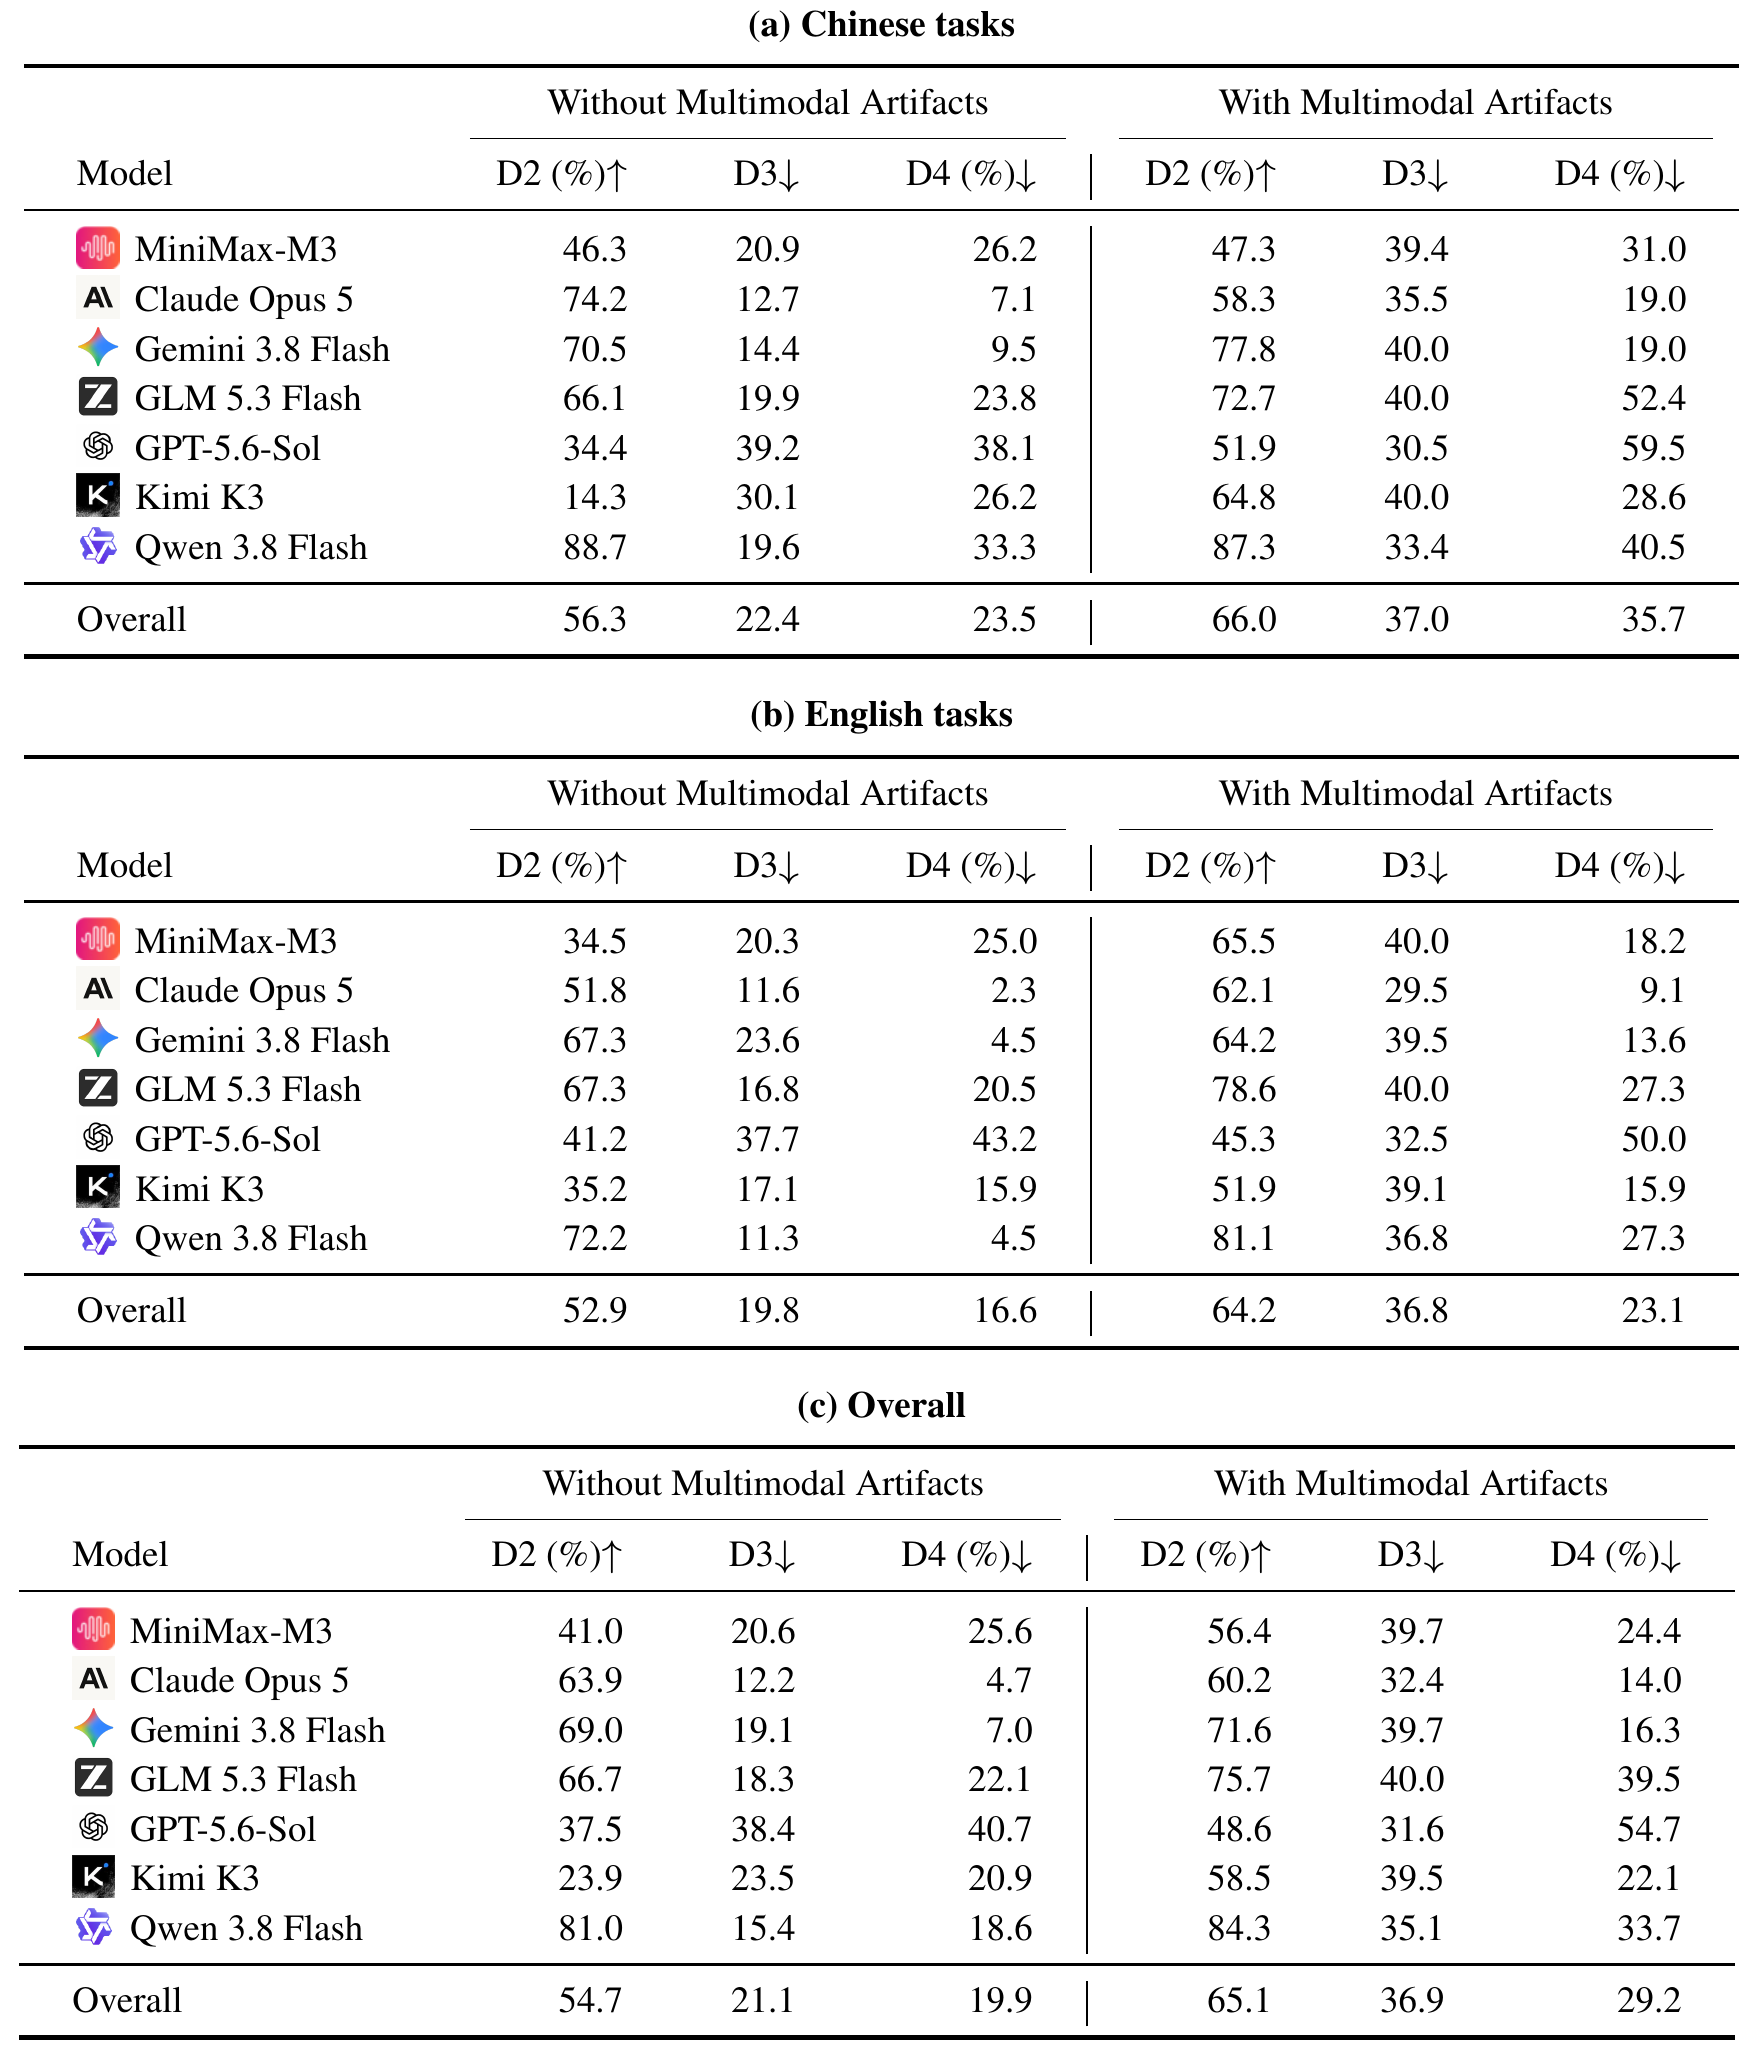 (a) Chinese tasks
Without Multimodal Artifacts With Multimodal Artifacts
Model D2 (%)↑ D3↓ D4 (%)↓ D2 (%)↑ D3↓ D4 (%)↓
MiniMax-M3 46.3 20.9 26.2 47.3 39.4 31.0
Claude Opus 5 74.2 12.7 7.1 58.3 35.5 19.0
Gemini 3.8 Flash 70.5 14.4 9.5 77.8 40.0 19.0
GLM 5.3 Flash 66.1 19.9 23.8 72.7 40.0 52.4
GPT-5.6-Sol 34.4 39.2 38.1 51.9 30.5 59.5
Kimi K3 14.3 30.1 26.2 64.8 40.0 28.6
Qwen 3.8 Flash 88.7 19.6 33.3 87.3 33.4 40.5
Overall 56.3 22.4 23.5 66.0 37.0 35.7
(b) English tasks
Without Multimodal Artifacts With Multimodal Artifacts
Model D2 (%)↑ D3↓ D4 (%)↓ D2 (%)↑ D3↓ D4 (%)↓
MiniMax-M3 34.5 20.3 25.0 65.5 40.0 18.2
Claude Opus 5 51.8 11.6 2.3 62.1 29.5 9.1
Gemini 3.8 Flash 67.3 23.6 4.5 64.2 39.5 13.6
GLM 5.3 Flash 67.3 16.8 20.5 78.6 40.0 27.3
GPT-5.6-Sol 41.2 37.7 43.2 45.3 32.5 50.0
Kimi K3 35.2 17.1 15.9 51.9 39.1 15.9
Qwen 3.8 Flash 72.2 11.3 4.5 81.1 36.8 27.3
Overall 52.9 19.8 16.6 64.2 36.8 23.1
(c) Overall
Without Multimodal Artifacts With Multimodal Artifacts
Model D2 (%)↑ D3↓ D4 (%)↓ D2 (%)↑ D3↓ D4 (%)↓
MiniMax-M3 41.0 20.6 25.6 56.4 39.7 24.4
Claude Opus 5 63.9 12.2 4.7 60.2 32.4 14.0
Gemini 3.8 Flash 69.0 19.1 7.0 71.6 39.7 16.3
GLM 5.3 Flash 66.7 18.3 22.1 75.7 40.0 39.5
GPT-5.6-Sol 37.5 38.4 40.7 48.6 31.6 54.7
Kimi K3 23.9 23.5 20.9 58.5 39.5 22.1
Qwen 3.8 Flash 81.0 15.4 18.6 84.3 35.1 33.7
Overall 54.7 21.1 19.9 65.1 36.9 29.2